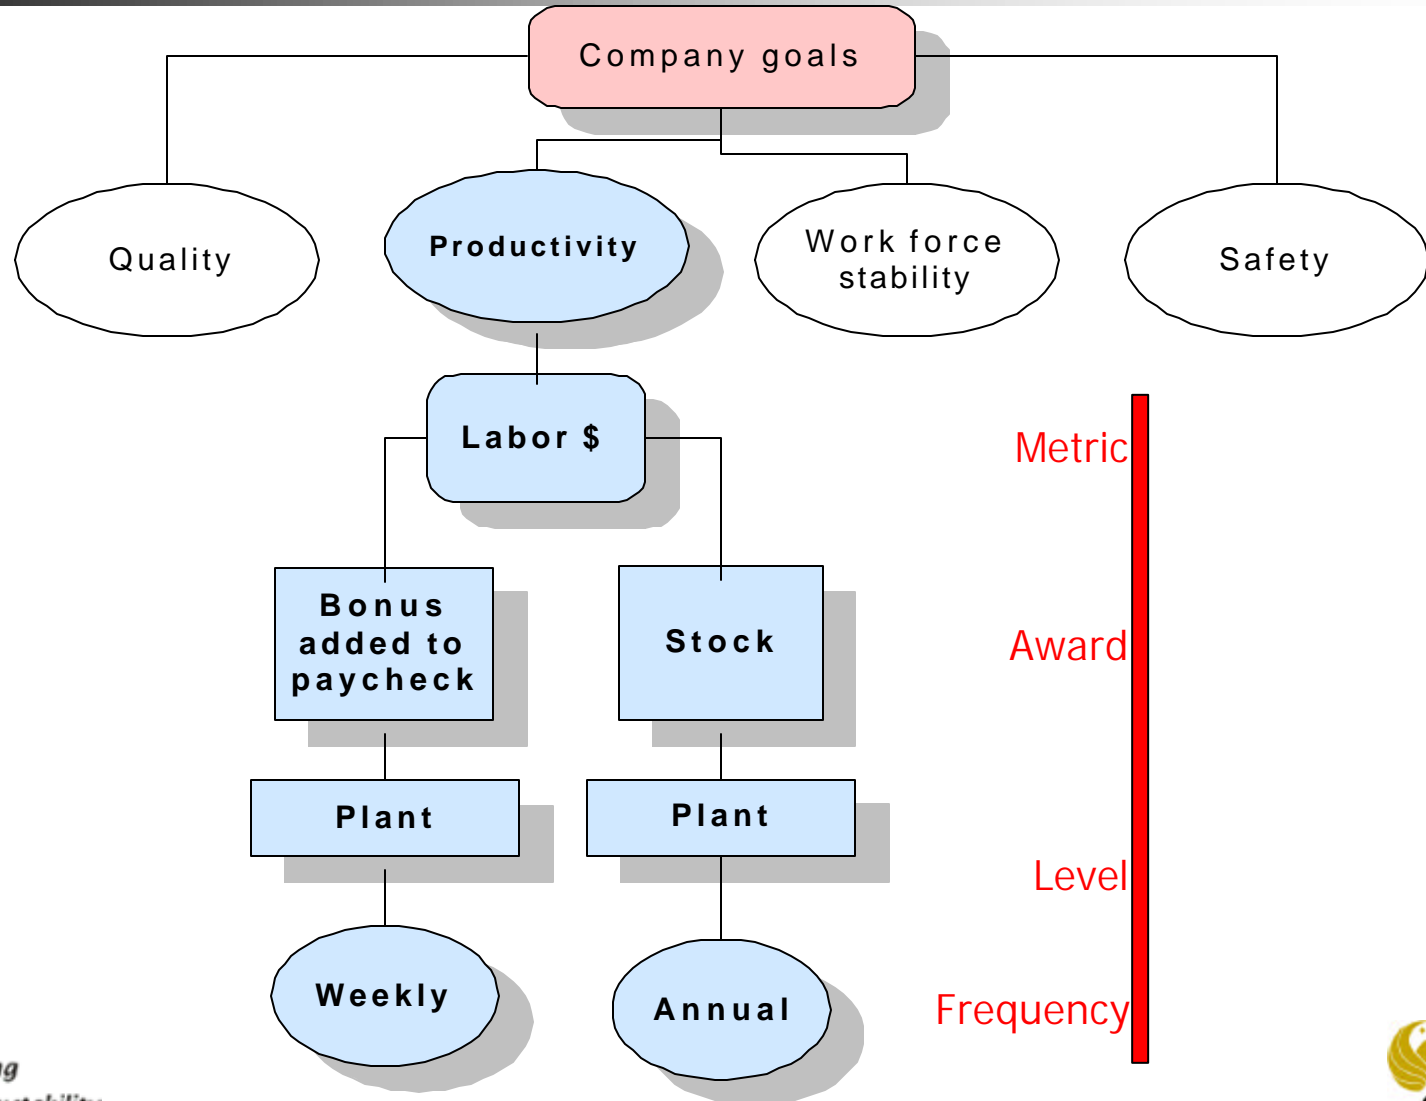 Company goals
Quality
Productivity
Work force
stability
Safety
Labor $
Metric
Bonus
added to
paycheck
Stock
Award
Plant
Plant
Level
Weekly
Annual
Frequency